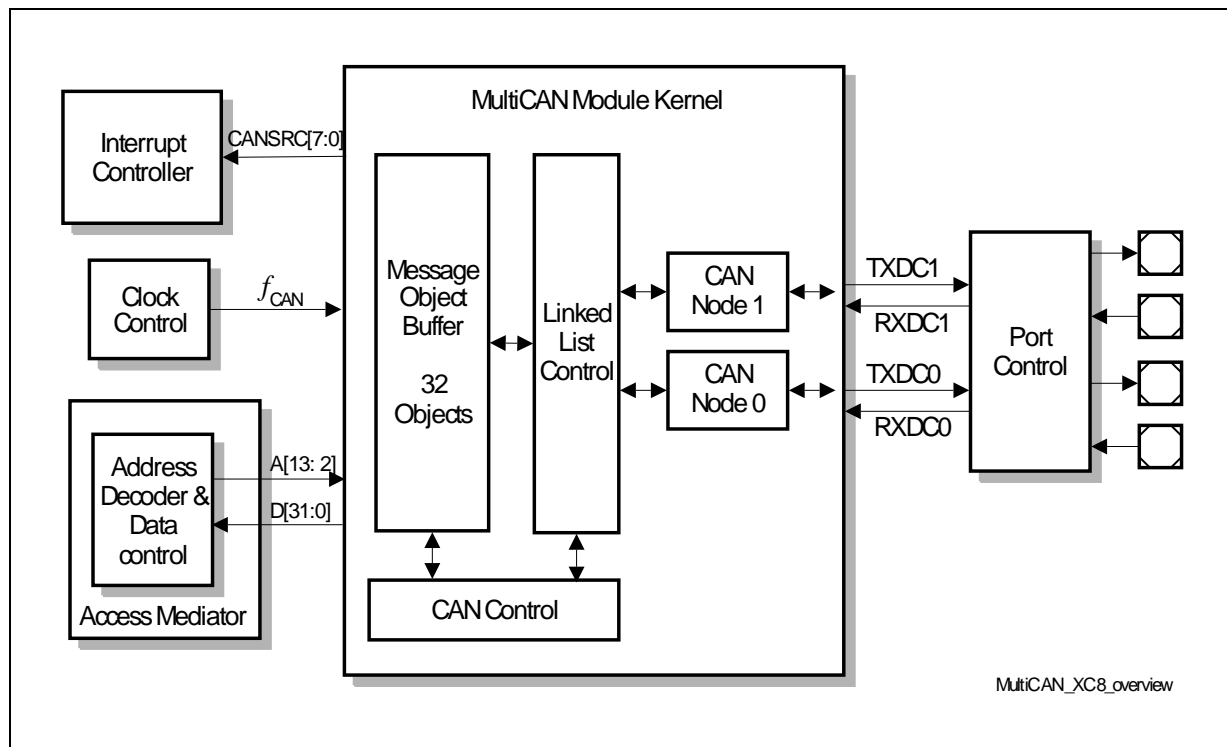 MultiCAN Module Kernel
Interrupt
Controller
CANSRC[7:0]
Clock
Control
fCAN
Address
Decoder &
Data
control
Access Mediator
A[13: 2]
D[31:0]
Message
Object
Buffer
32
Objects
Linked
List
Control
CAN
Node 1
CAN
Node 0
CAN Control
TXDC1
RXDC1
TXDC0
RXDC0
Port
Control
MultiCAN_XC8_overview